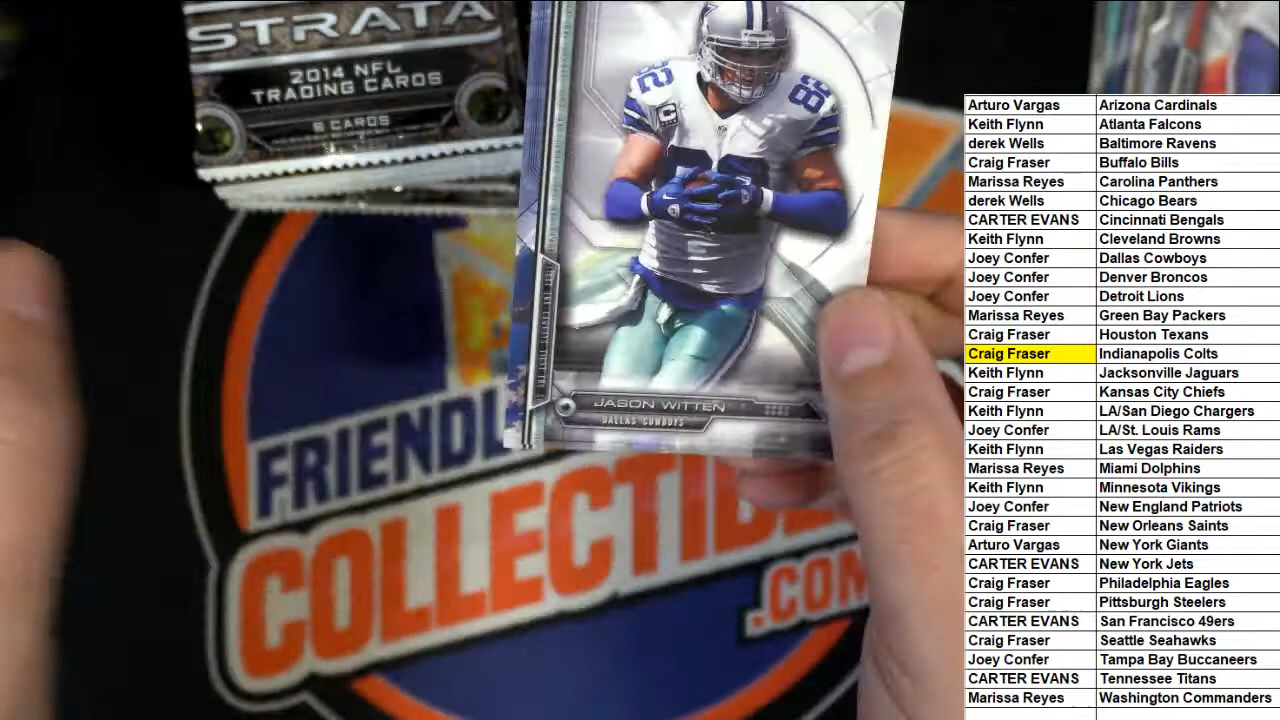 STRATA
2014 NFL
TRADING CARDS
6 CARDS
82
82
C
JASON WITTEN
DALLAS COWBOYS
FRIENDL
COLLECTIBLES
.COM
Arturo Vargas Arizona Cardinals
Keith Flynn Atlanta Falcons
derek Wells Baltimore Ravens
Craig Fraser Buffalo Bills
Marissa Reyes Carolina Panthers
derek Wells Chicago Bears
CARTER EVANS Cincinnati Bengals
Keith Flynn Cleveland Browns
Joey Confer Dallas Cowboys
Joey Confer Denver Broncos
Joey Confer Detroit Lions
Marissa Reyes Green Bay Packers
Craig Fraser Houston Texans
Craig Fraser Indianapolis Colts
Keith Flynn Jacksonville Jaguars
Craig Fraser Kansas City Chiefs
Keith Flynn LA/San Diego Chargers
Joey Confer LA/St. Louis Rams
Keith Flynn Las Vegas Raiders
Marissa Reyes Miami Dolphins
Keith Flynn Minnesota Vikings
Joey Confer New England Patriots
Craig Fraser New Orleans Saints
Arturo Vargas New York Giants
CARTER EVANS New York Jets
Craig Fraser Philadelphia Eagles
Craig Fraser Pittsburgh Steelers
CARTER EVANS San Francisco 49ers
Craig Fraser Seattle Seahawks
Joey Confer Tampa Bay Buccaneers
CARTER EVANS Tennessee Titans
Marissa Reyes Washington Commanders